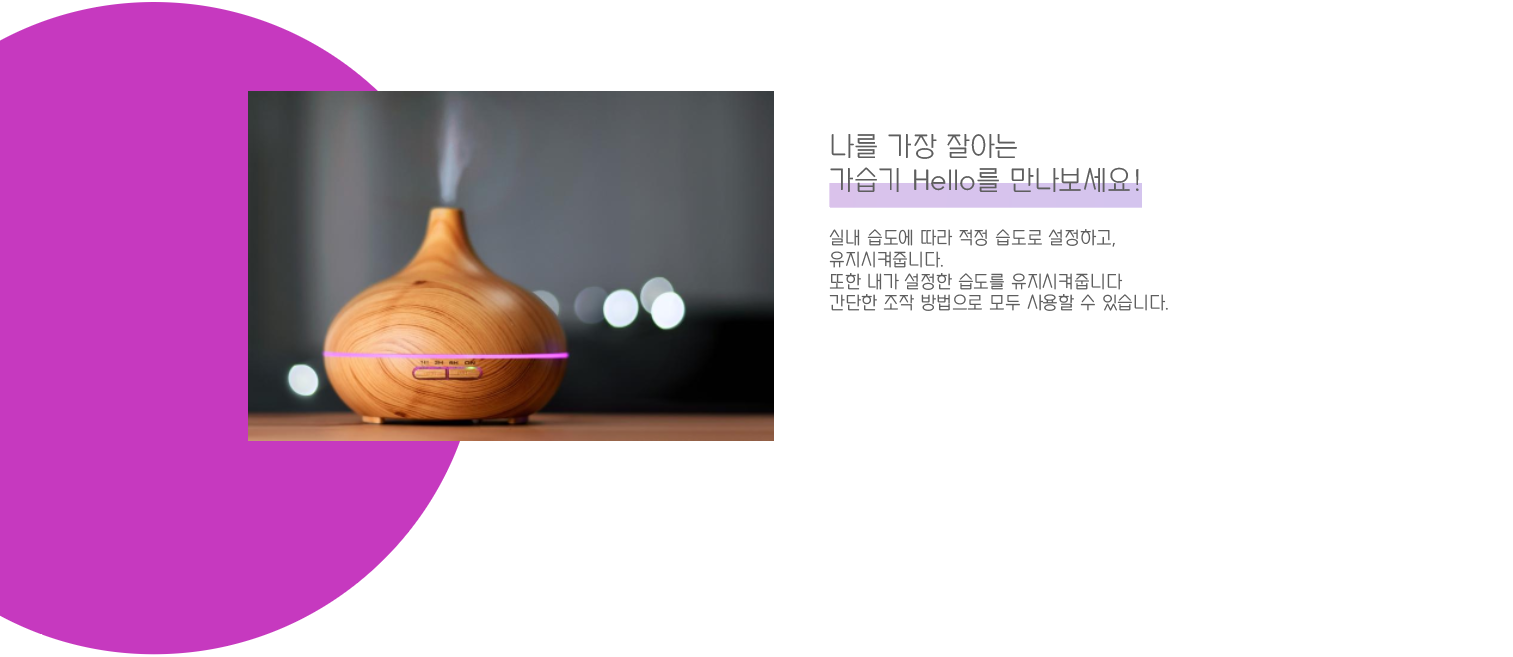 나를 가장 잘아는
가습기 Hello를 만나보세요!
실내 습도에 따라 적정 습도로 설정하고,
유지시켜줍니다.
또한 내가 설정한 습도를 유지시켜줍니다
간단한 조작 방법으로 모두 사용할 수 있습니다.